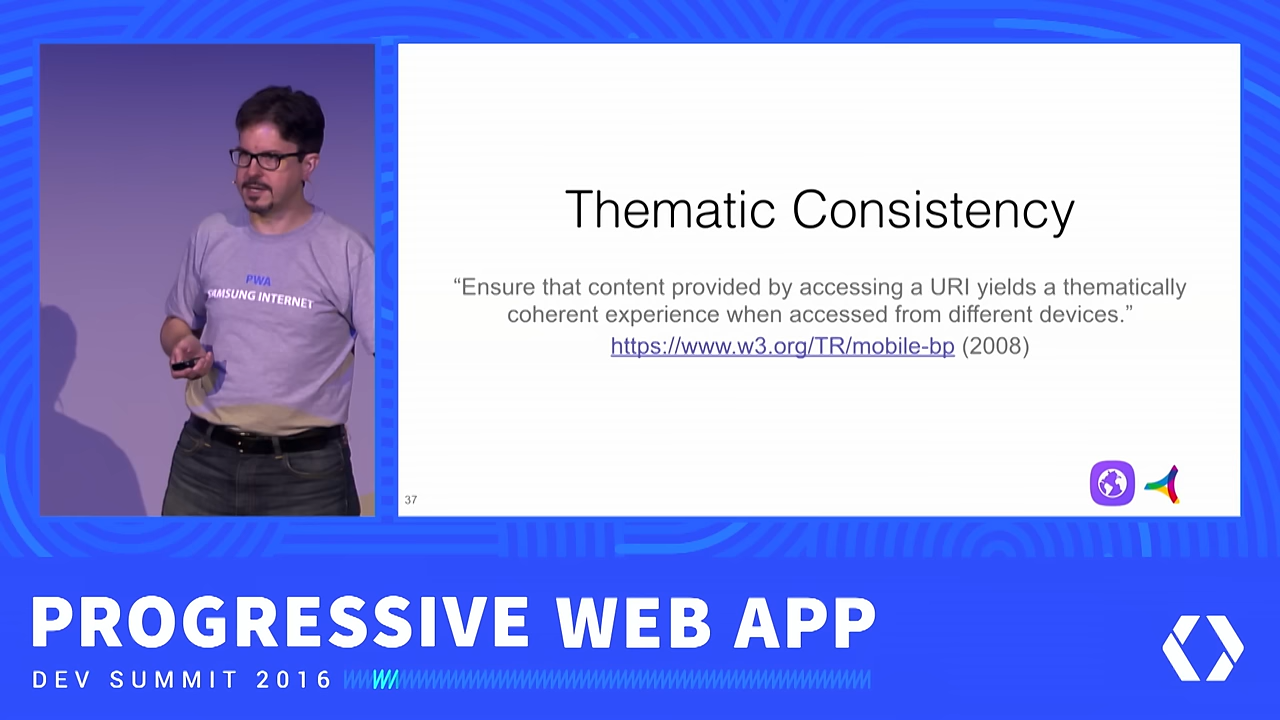 PWA
SAMSUNG INTERNET
Thematic Consistency
“Ensure that content provided by accessing a URI yields a thematically
coherent experience when accessed from different devices.”
https://www.w3.org/TR/mobile-bp (2008)
37
PROGRESSIVE WEB APP
DEV SUMMIT 2016